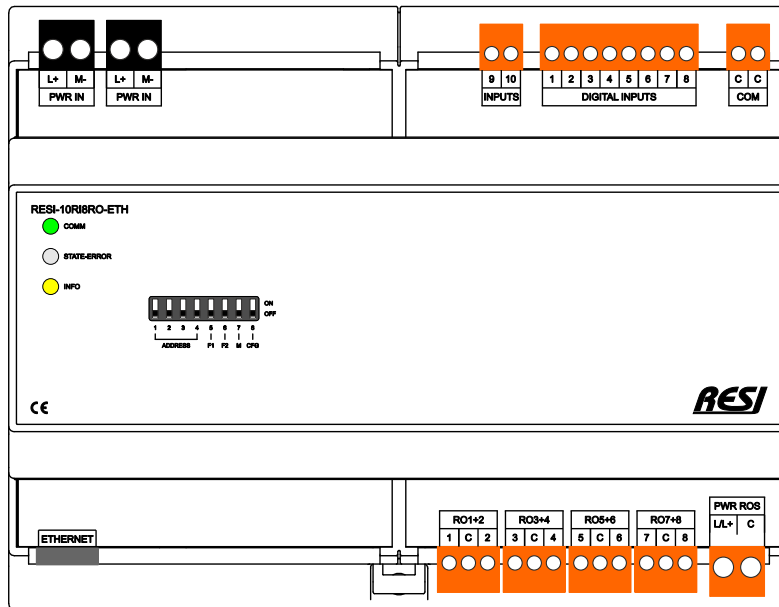 L+ M- L+ M-
PWR IN PWR IN
9 10 1 2 3 4 5 6 7 8 C C
INPUTS DIGITAL INPUTS COM
RESI-10RI8RO-ETH
COMM
STATE-ERROR
INFO
ON
OFF
1 2 3 4 5 6 7 8
ADDRESS F1 F2 M CFG
CE
RESI
ETHERNET
RO1+2 RO3+4 RO5+6 RO7+8 PWR ROS
1 C 2 3 C 4 5 C 6 7 C 8 L/L+ C